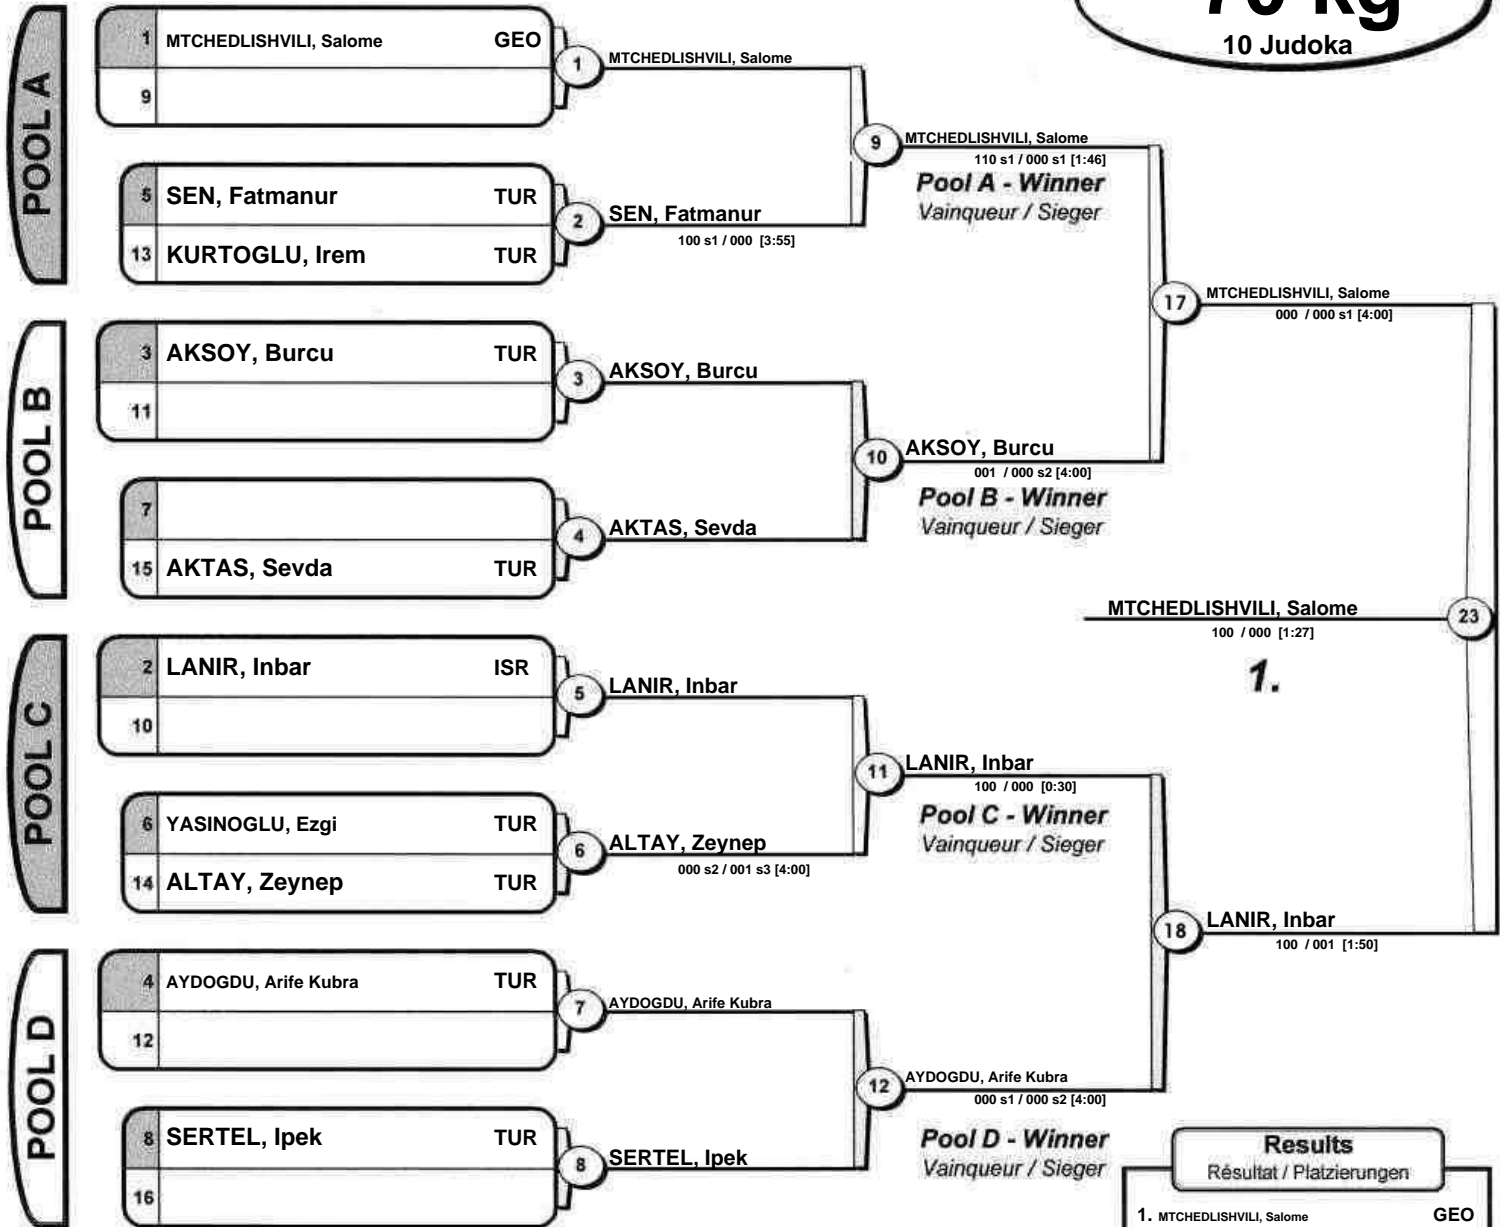 70 kg
10 Judoka
POOL A
1 MTCHEDLISHVILI, Salome GEO
9
1 MTCHEDLISHVILI, Salome
5 SEN, Fatmanur TUR
13 KURTOGLU, Irem TUR
2 SEN, Fatmanur
100 s1 / 000 [3:55]
9 MTCHEDLISHVILI, Salome
110 s1 / 000 s1 [1:46]
Pool A - Winner
Vainqueur / Sieger
POOL B
3 AKSOY, Burcu TUR
11
3 AKSOY, Burcu
7
15 AKTAS, Sevda TUR
4 AKTAS, Sevda
10 AKSOY, Burcu
001 / 000 s2 [4:00]
Pool B - Winner
Vainqueur / Sieger
17 MTCHEDLISHVILI, Salome
000 / 000 s1 [4:00]
MTCHEDLISHVILI, Salome 23
100 / 000 [1:27]
1.
POOL C
2 LANIR, Inbar ISR
10
5 LANIR, Inbar
6 YASINOGLU, Ezgi TUR
14 ALTAY, Zeynep TUR
6 ALTAY, Zeynep
000 s2 / 001 s3 [4:00]
11 LANIR, Inbar
100 / 000 [0:30]
Pool C - Winner
Vainqueur / Sieger
18 LANIR, Inbar
100 / 001 [1:50]
POOL D
4 AYDOGDU, Arife Kubra TUR
12
7 AYDOGDU, Arife Kubra
8 SERTEL, Ipek TUR
16
8 SERTEL, Ipek
12 AYDOGDU, Arife Kubra
000 s1 / 000 s2 [4:00]
Pool D - Winner
Vainqueur / Sieger
Results
Résultat / Platzierungen
1. MTCHEDLISHVILI, Salome GEO